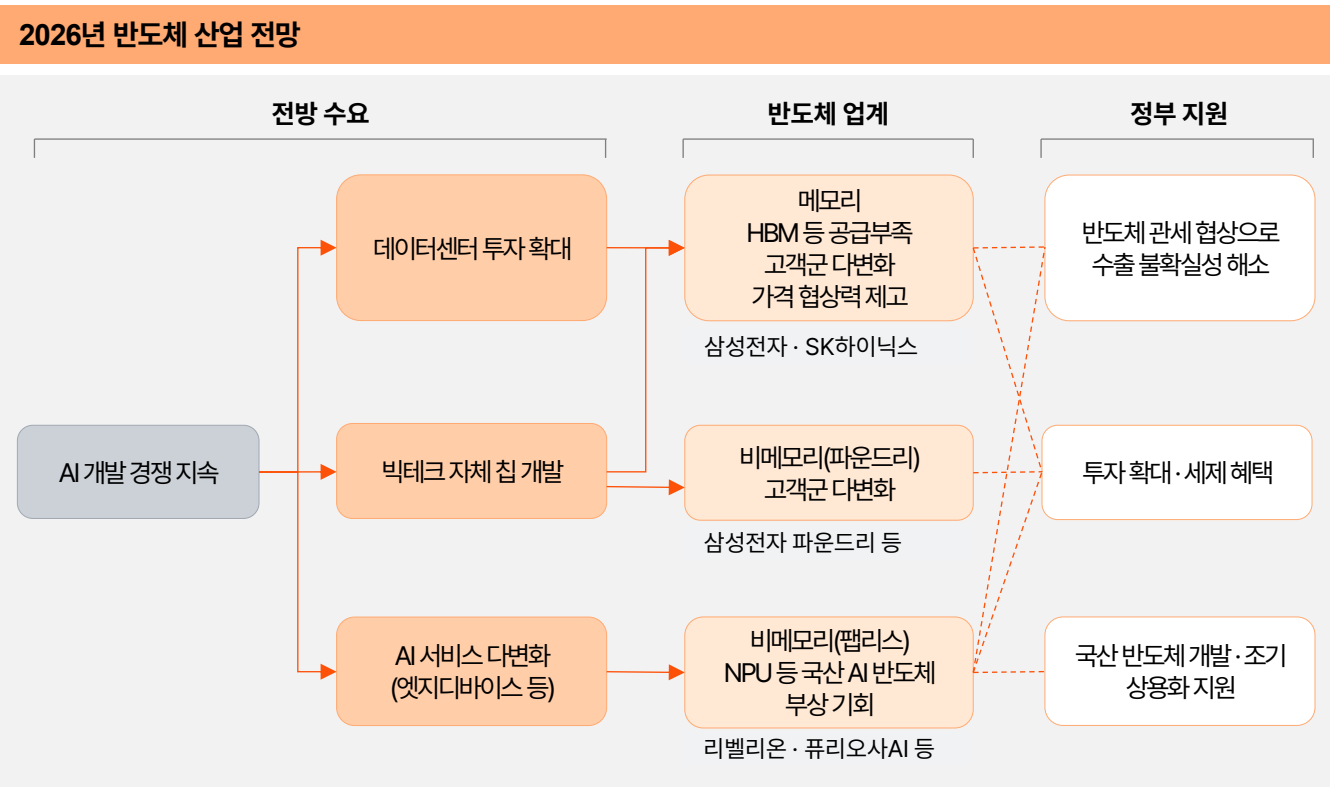 2026년 반도체 산업 전망
전방 수요
반도체 업계
정부 지원
AI 개발 경쟁 지속
데이터센터 투자 확대
빅테크 자체 칩 개발
AI 서비스 다변화
(엣지디바이스 등)
메모리
HBM 등 공급부족
고객군 다변화
가격 협상력 제고
삼성전자 · SK하이닉스
비메모리(파운드리)
고객군 다변화
삼성전자 파운드리 등
비메모리(팹리스)
NPU 등 국산 AI 반도체
부상 기회
리벨리온 · 퓨리오사AI 등
반도체 관세 협상으로
수출 불확실성 해소
투자 확대 · 세제 혜택
국산 반도체 개발 · 조기
상용화 지원